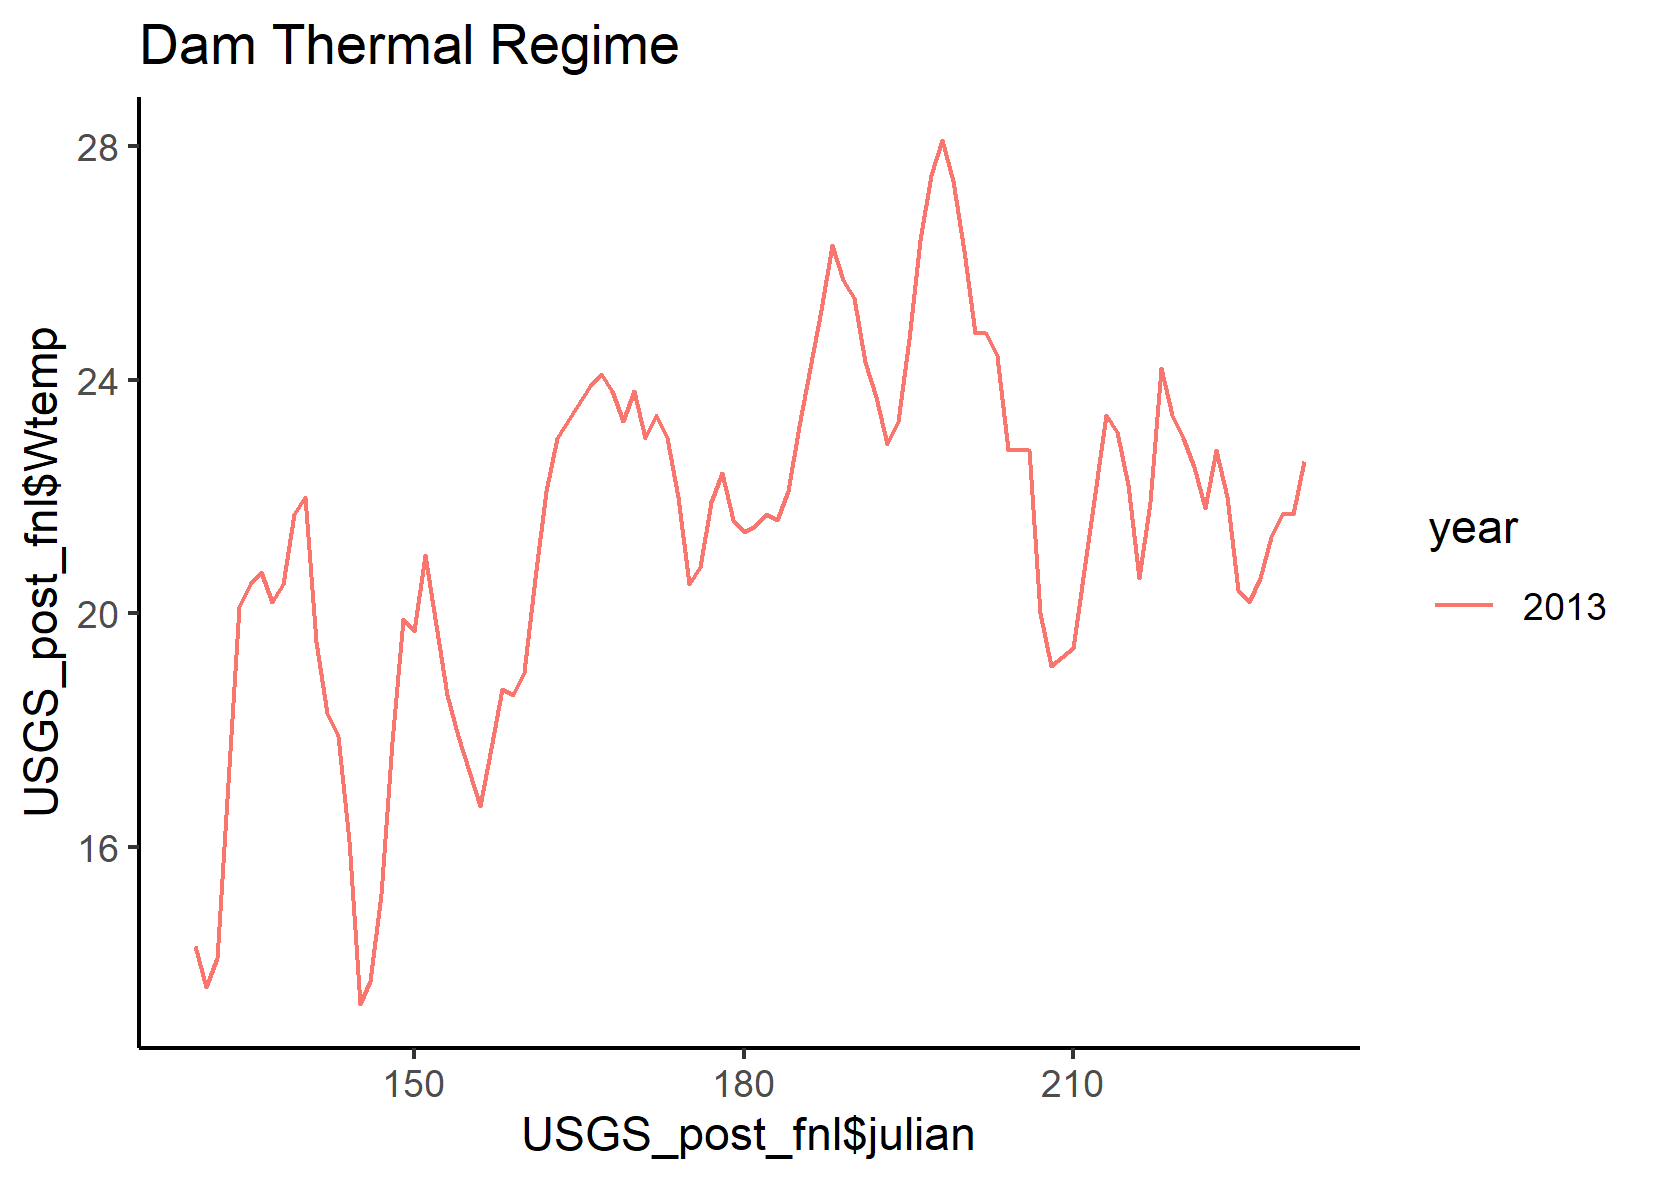 Dam Thermal Regime
28
24
20
16
USGS_post_fnl$Wtemp
150
180
210
USGS_post_fnl$julian
year
2013